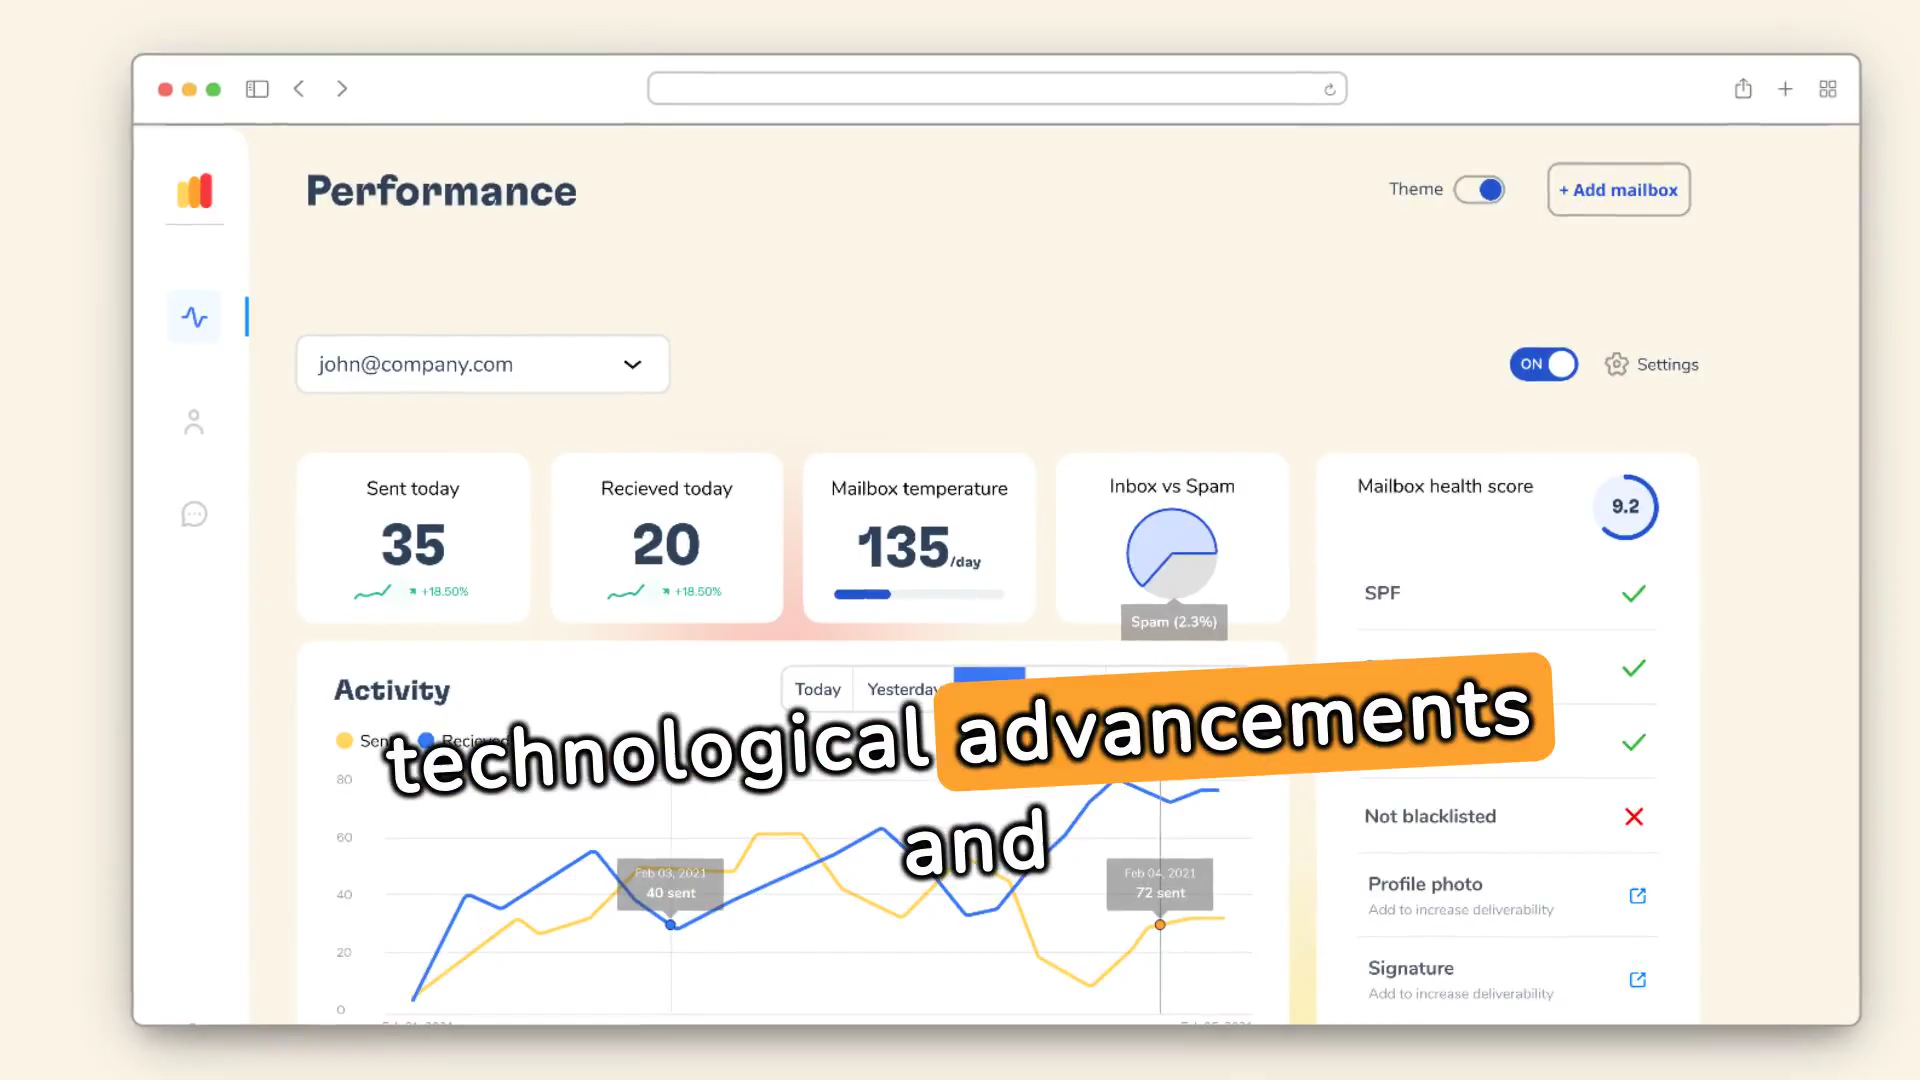 Performance
Theme
+ Add mailbox
john@company.com
ON
Settings
Sent today
35
+18.50%
Recieved today
20
+18.50%
Mailbox temperature
135/day
Inbox vs Spam
Spam (2.3%)
Mailbox health score
9.2
SPF
Not blacklisted
Profile photo
Add to increase deliverability
Signature
Add to increase deliverability
Activity
Today
Yesterday
technological advancements
and
80
60
40
20
0
Feb 03, 2021
40 sent
Feb 04, 2021
72 sent